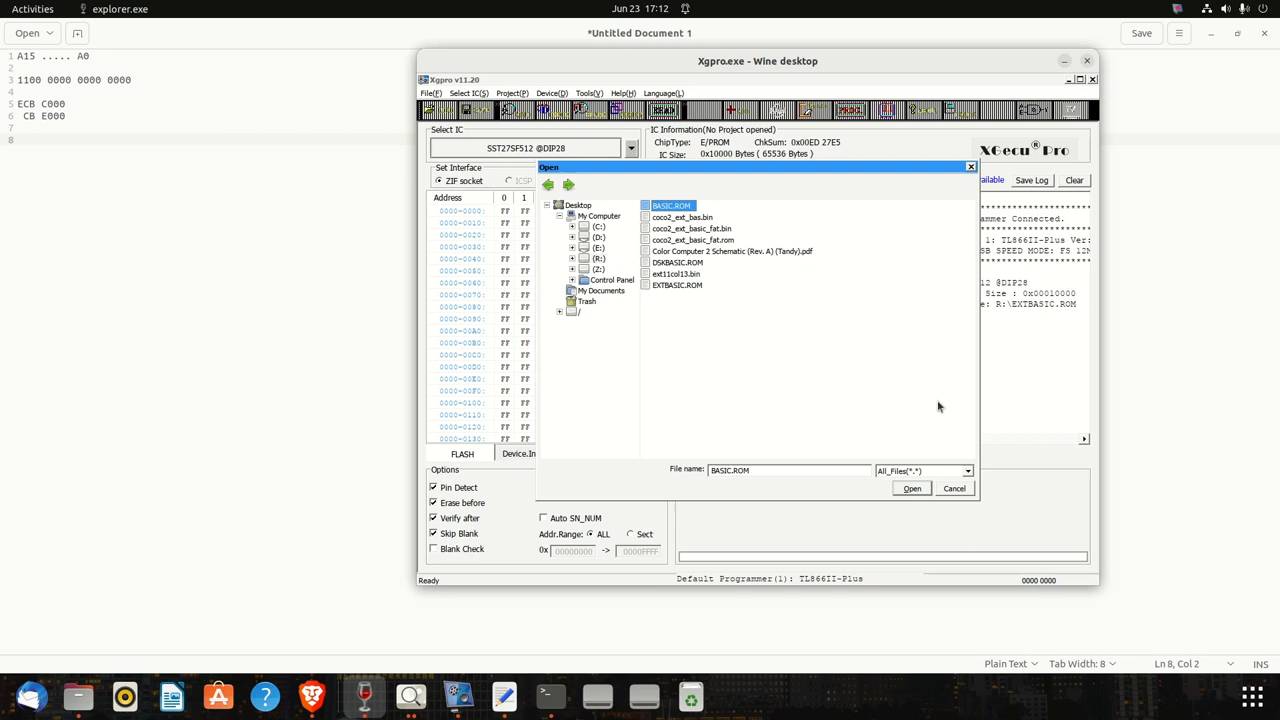 Activities explorer.exe Jun 23 17:12
Open *Untitled Document 1 Save
1 A15 ..... A0
2
3 1100 0000 0000 0000
4
5 ECB C000
6 CB E000
7
8
Xgpro.exe - Wine desktop
Xgpro v11.20
File(F) Select IC(S) Project(P) Device(D) Tools(V) Help(H) Language(L)
Select IC
SST27SF512 @DIP28
IC Information(No Project opened)
ChipType: E/PROM ChkSum: 0x00ED 27E5
IC Size: 0x10000 Bytes ( 65536 Bytes )
XGecu® Pro
Set Interface
ZIF socket ICSP
ailable Save Log Clear
Address 0 1
0000-0000: FF FF
0000-0010: FF FF
0000-0020: FF FF
0000-0030: FF FF
0000-0040: FF FF
0000-0050: FF FF
0000-0060: FF FF
0000-0070: FF FF
0000-0080: FF FF
0000-0090: FF FF
0000-00A0: FF FF
0000-00B0: FF FF
0000-00C0: FF FF
0000-00D0: FF FF
0000-00E0: FF FF
0000-00F0: FF FF
0000-0100: FF FF
0000-0110: FF FF
0000-0120: FF FF
0000-0130: FF FF
Open
Desktop
My Computer
(C:)
(D:)
(E:)
(R:)
(Z:)
Control Panel
My Documents
Trash
/
BASIC.ROM
coco2_ext_bas.bin
coco2_ext_basic_fat.bin
coco2_ext_basic_fat.rom
Color Computer 2 Schematic (Rev. A) (Tandy).pdf
DSKBASIC.ROM
ext11col13.bin
EXTBASIC.ROM
File name: BASIC.ROM All_Files(*.*)
Open Cancel
mmer Connected.
1: TL866II-Plus Ver:
SB SPEED MODE: FS 12M
12 @DIP28
Size : 0x00010000
e: R:\EXTBASIC.ROM
FLASH Device.In
Options
Pin Detect
Erase before
Verify after
Skip Blank
Blank Check
Auto SN_NUM
Addr.Range: ALL Sect
0x 00000000 -> 0000FFFF
Ready Default Programmer(1): TL866II-Plus 0000 0000
Plain Text Tab Width: 8 Ln 8, Col 2 INS